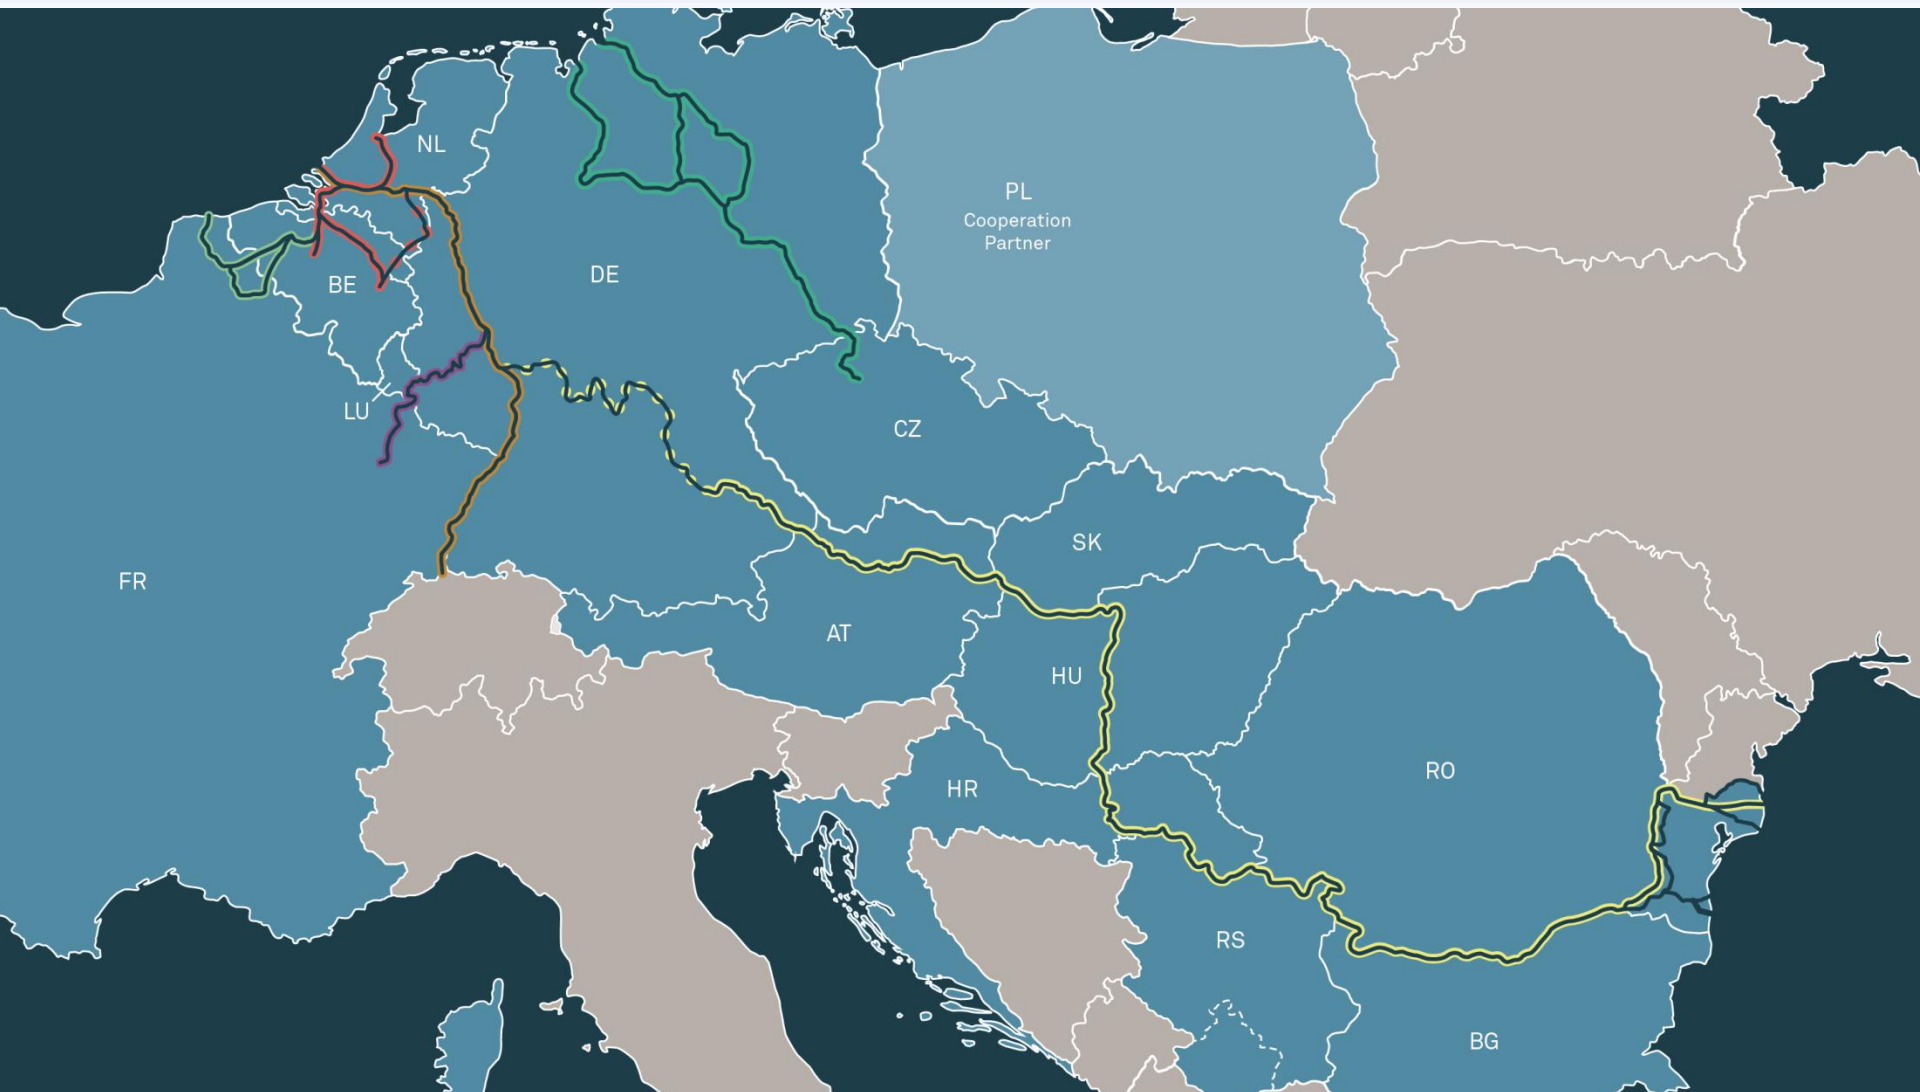 NL
PL
Cooperation
Partner
DE
BE
LU
CZ
SK
FR
AT
HU
RO
HR
RS
BG